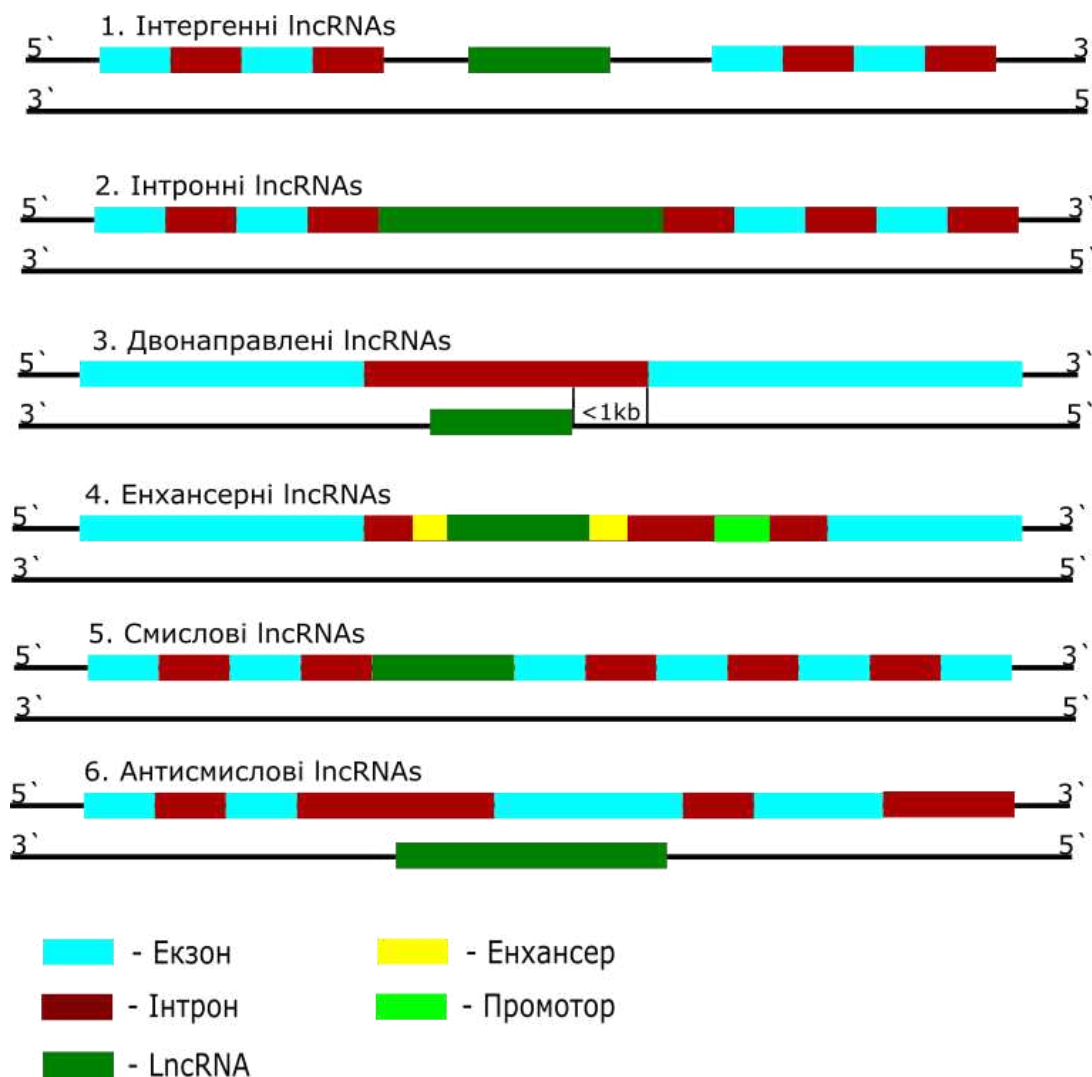 1. Інтергенні lncRNAs
5` 3
3` 5
2. Інтронні lncRNAs
5` 3`
3` 5`
3. Двонаправлені lncRNAs
5` 3`
3` <1kb 5`
4. Енхансерні lncRNAs
5` 3`
3` 5`
5. Смислові lncRNAs
5` 3`
3` 5`
6. Антисмислові lncRNAs
5` 3`
3` 5`
- Екзон - Енхансер
- Інтрон - Промотор
- LncRNA